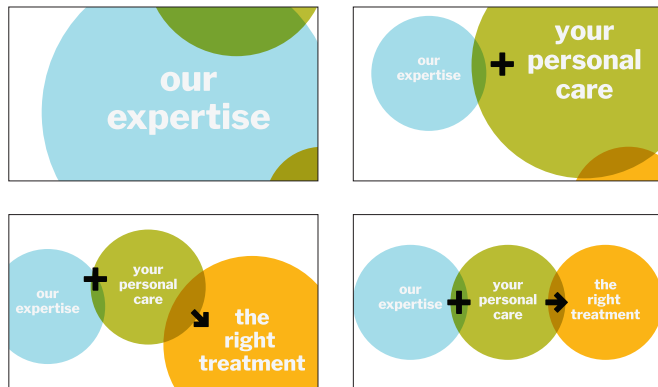 our
expertise
our
expertise
+
your
personal
care
our
expertise
+
your
personal
care
the
right
treatment
our
expertise
+
your
personal
care
the
right
treatment